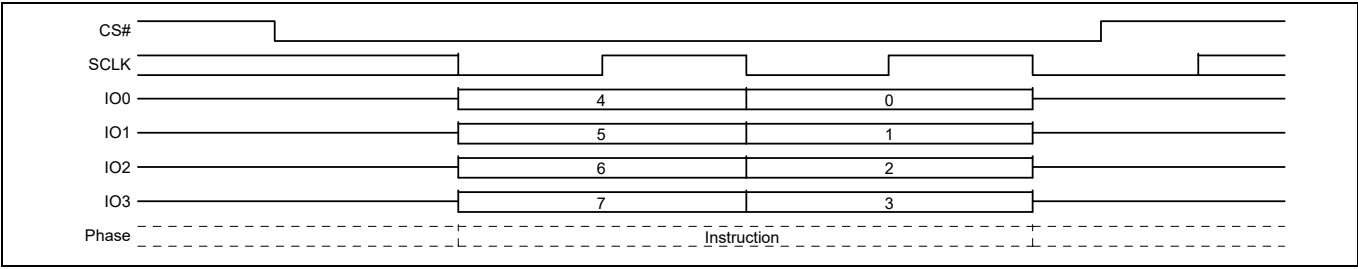 CS#
SCLK
IO0 4 0
IO1 5 1
IO2 6 2
IO3 7 3
Phase Instruction